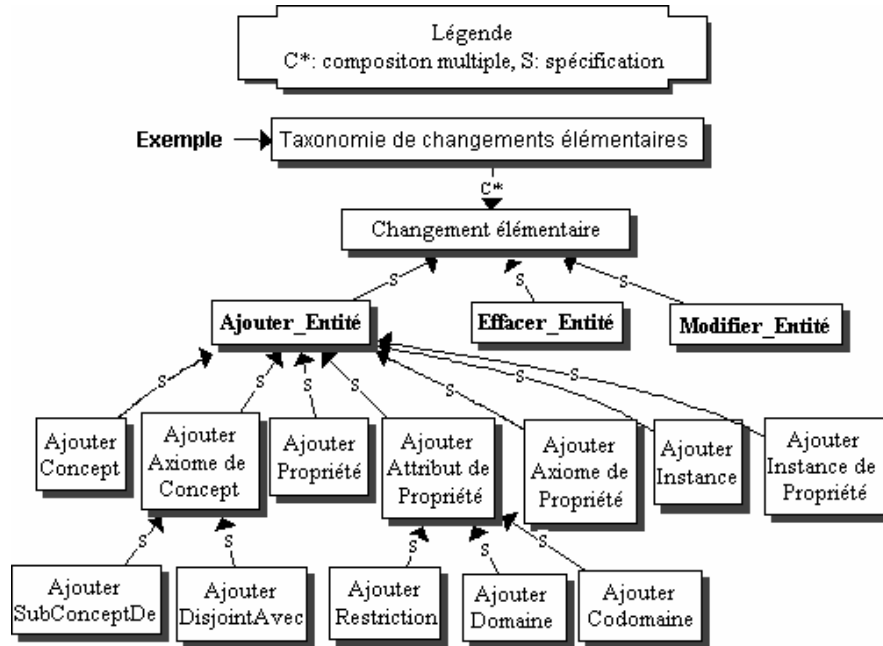 Légende
C*: compositon multiple, S: spécification
Exemple
Taxonomie de changements élémentaires
C*
Changement élémentaire
S
S
S
Ajouter_Entité
Effacer_Entité
Modifier_Entité
S
S
S
S
S
S
S
Ajouter
Concept
Ajouter
Axiome de
Concept
Ajouter
Propriété
Ajouter
Attribut de
Propriété
Ajouter
Axiome de
Propriété
Ajouter
Instance
Ajouter
Instance de
Propriété
S
S
S
S
S
Ajouter
SubConceptDe
Ajouter
DisjointAvec
Ajouter
Restriction
Ajouter
Domaine
Ajouter
Codomaine